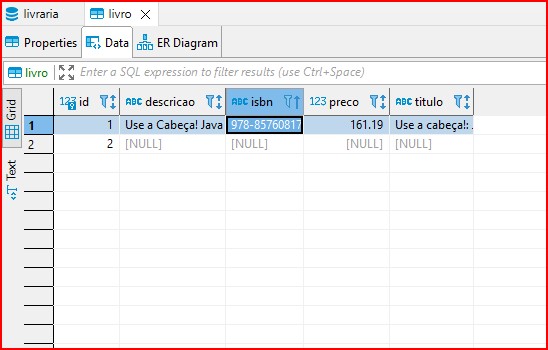 livraria livro
Properties Data ER Diagram
livro Enter a SQL expression to filter results (use Ctrl+Space)
Grid
Text
123 id ABC descricao ABC isbn 123 preco ABC titulo
1 1 Use a Cabeça! Java 978-85760817 161.19 Use a cabeça!: .
2 2 [NULL] [NULL] [NULL] [NULL]